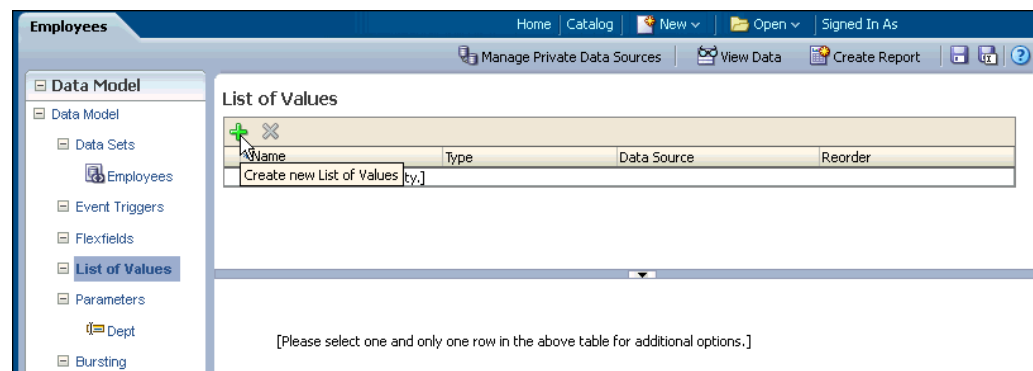 Employees
Home Catalog New Open Signed In As
Manage Private Data Sources View Data Create Report
Data Model
Data Model
Data Sets
Employees
Event Triggers
Flexfields
List of Values
Parameters
Dept
Bursting
List of Values
Name Type Data Source Reorder
Create new List of Values ty.]
[Please select one and only one row in the above table for additional options.]